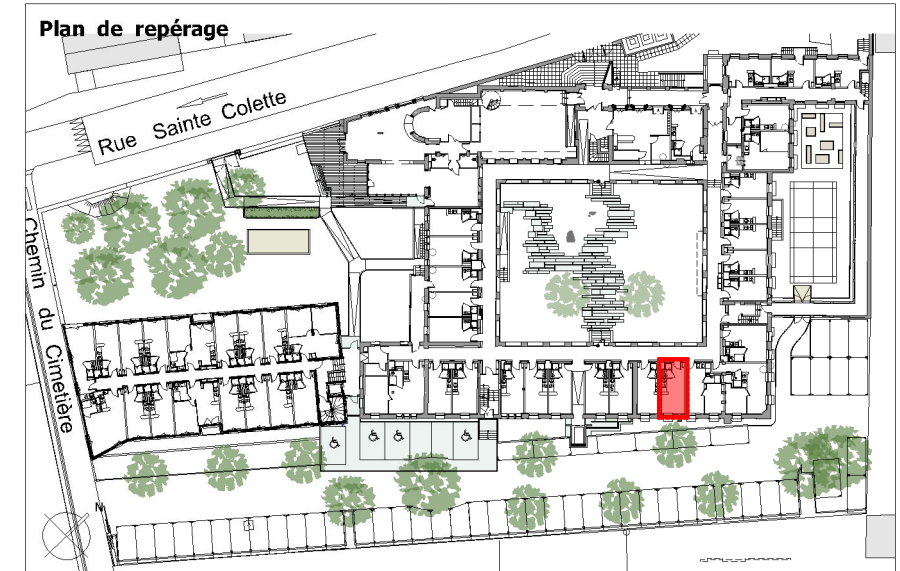 Plan de repérage
Rue Sainte Colette
Chemin du Cimetière
N